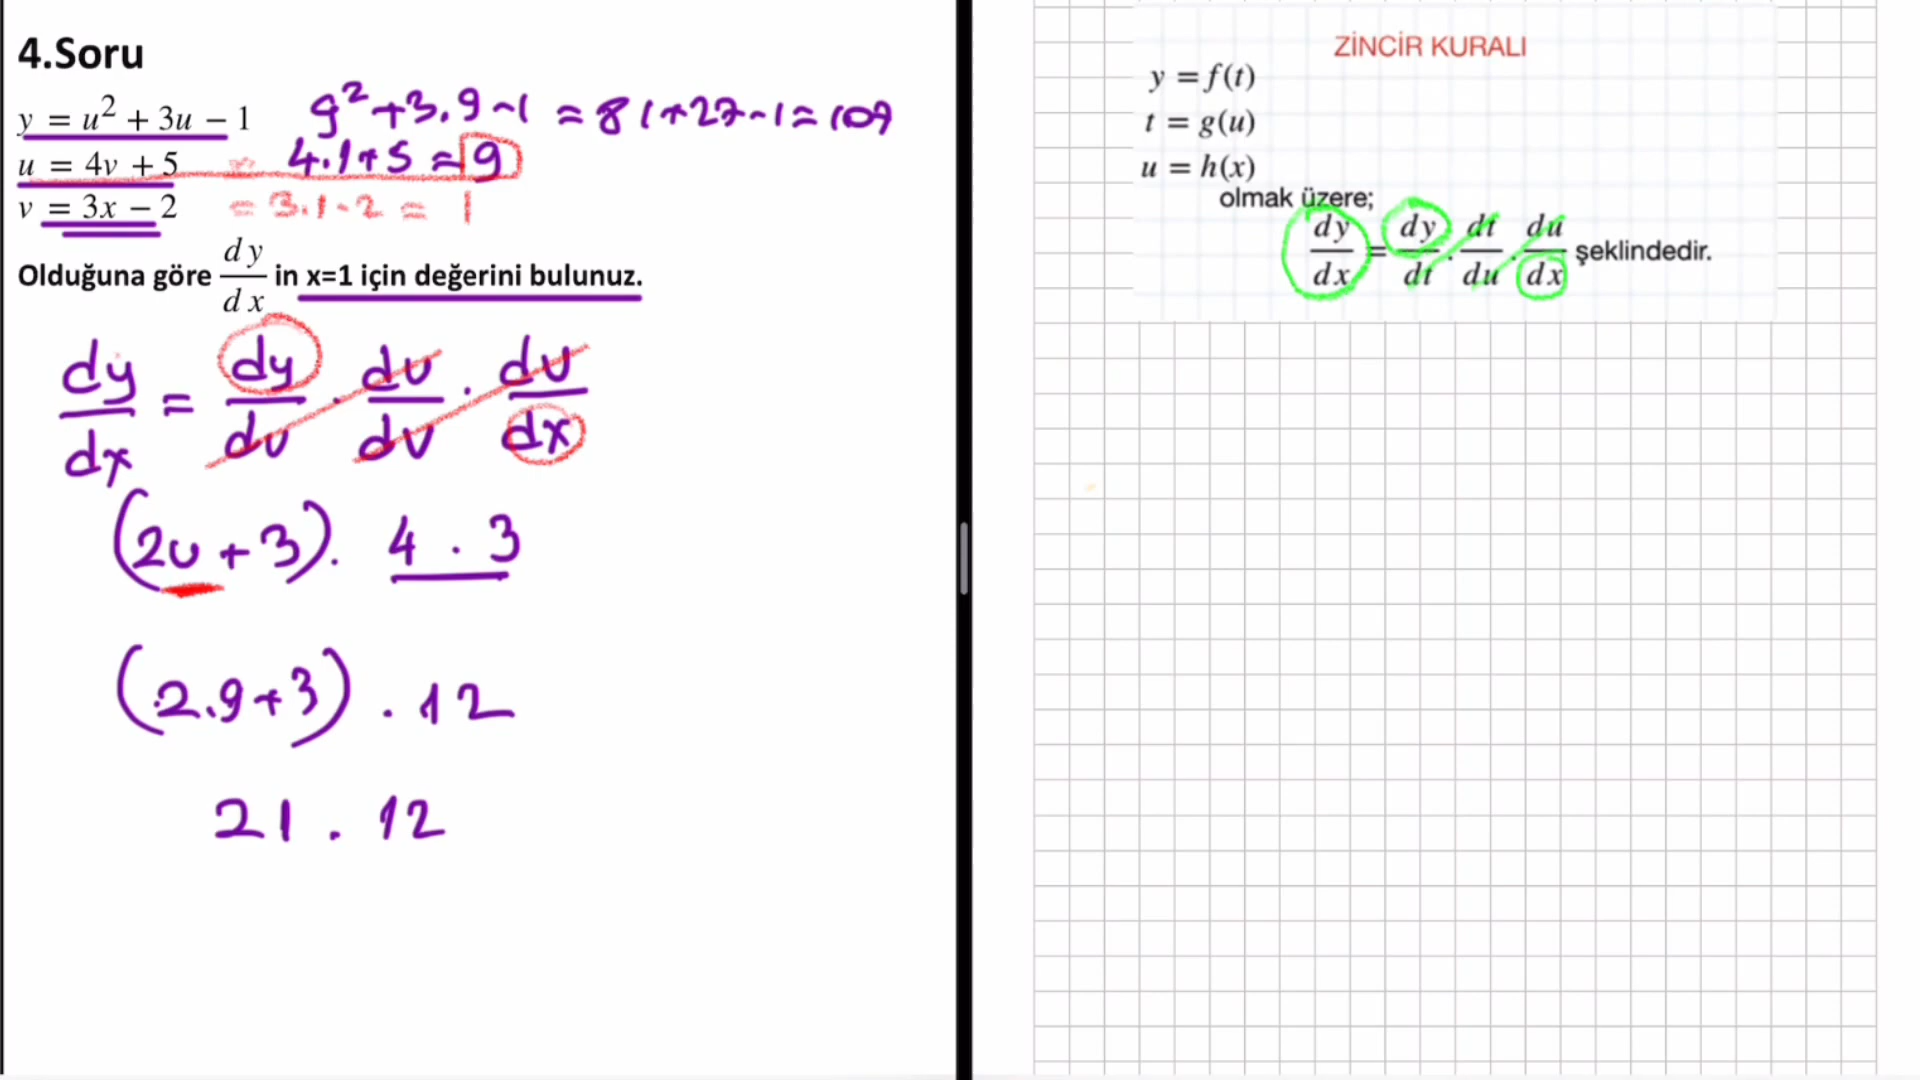 4.Soru
y = u² + 3u − 1 9²+3.9-1 = 81+27-1=109
u = 4v + 5 = 4.1+5 = 9
v = 3x − 2 = 3.1-2 = 1
Olduğuna göre dy/dx in x=1 için değerini bulunuz.
dy/dx = dy/du . du/dv . dv/dx
(2u+3). 4 . 3
(2.9+3) . 12
21 . 12
ZİNCİR KURALI
y = f(t)
t = g(u)
u = h(x)
olmak üzere;
dy/dx = dy/dt . dt/du . du/dx şeklindedir.